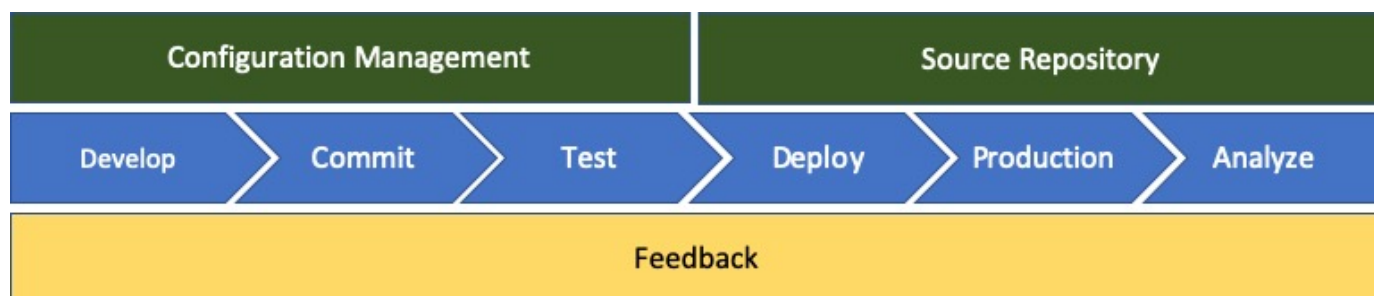 Configuration Management
Source Repository
Develop
Commit
Test
Deploy
Production
Analyze
Feedback